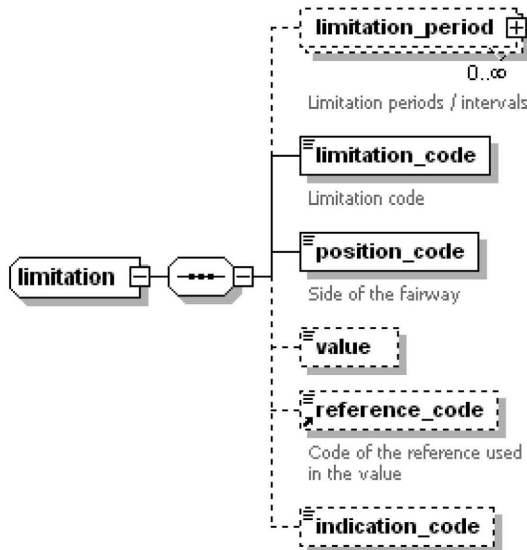 limitation_period
0..∞
Limitation periods / intervals
limitation_code
Limitation code
limitation
position_code
Side of the fairway
value
reference_code
Code of the reference used
in the value
indication_code